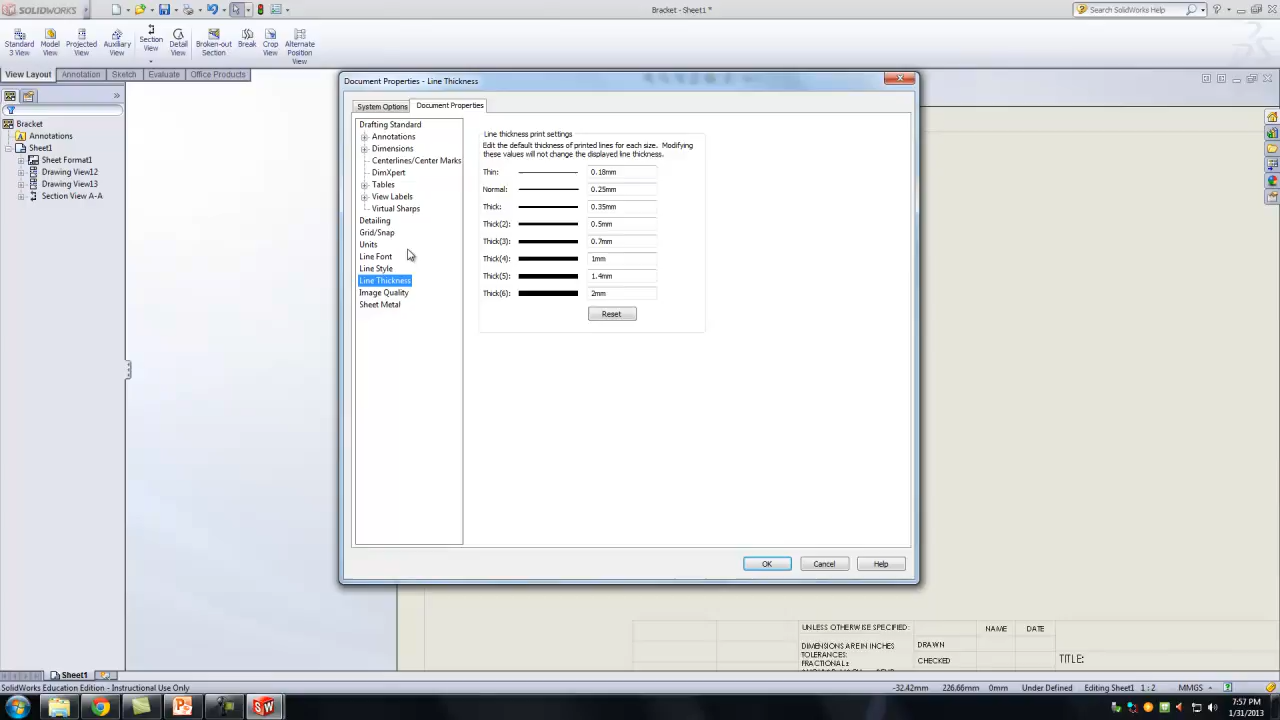 SOLIDWORKS
Bracket - Sheet1 *
Search SolidWorks Help
Standard 3 View
Model View
Projected View
Auxiliary View
Section View
Detail View
Broken-out Section
Break
Crop View
Alternate Position View
View Layout
Annotation
Sketch
Evaluate
Office Products
Bracket
Annotations
Sheet1
Sheet Format1
Drawing View12
Drawing View13
Section View A-A
Document Properties - Line Thickness
System Options
Document Properties
Drafting Standard
Annotations
Dimensions
Centerlines/Center Marks
DimXpert
Tables
View Labels
Virtual Sharps
Detailing
Grid/Snap
Units
Line Font
Line Style
Line Thickness
Image Quality
Sheet Metal
Line thickness print settings
Edit the default thickness of printed lines for each size. Modifying
these values will not change the displayed line thickness.
Thin: 0.18mm
Normal: 0.25mm
Thick: 0.35mm
Thick(2): 0.5mm
Thick(3): 0.7mm
Thick(4): 1mm
Thick(5): 1.4mm
Thick(6): 2mm
Reset
OK
Cancel
Help
UNLESS OTHERWISE SPECIFIED:
NAME
DATE
DIMENSIONS ARE IN INCHES
TOLERANCES:
FRACTIONAL±
DRAWN
CHECKED
TITLE:
Sheet1
SolidWorks Education Edition - Instructional Use Only
-32.42mm
226.66mm
0mm
Under Defined
Editing Sheet1
1 : 2
MMGS
7:57 PM
1/31/2013